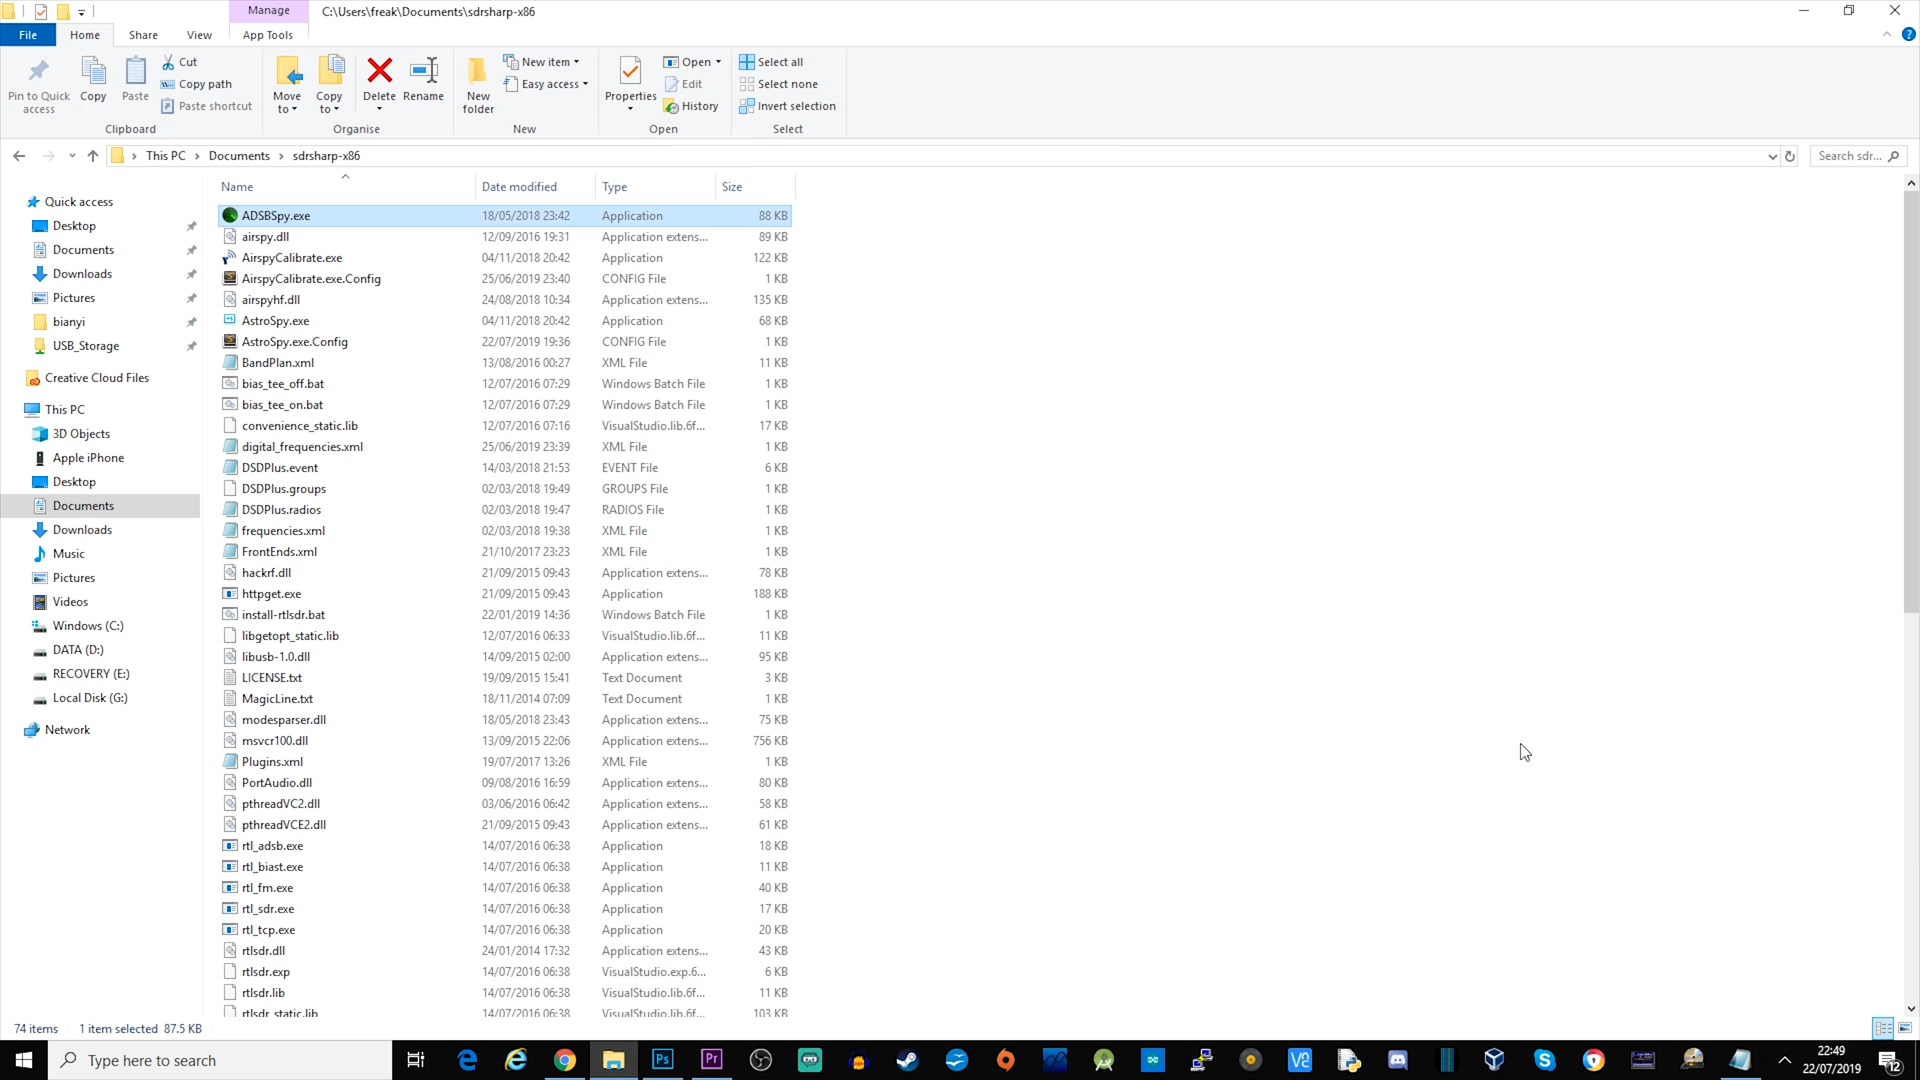 Manage
C:\Users\freak\Documents\sdrsharp-x86
File
Home
Share
View
App Tools
Pin to Quick access
Copy
Paste
Cut
Copy path
Paste shortcut
Clipboard
Move to
Copy to
Delete
Rename
Organise
New folder
New item
Easy access
New
Properties
Open
Edit
History
Open
Select all
Select none
Invert selection
Select
This PC > Documents > sdrsharp-x86
Search sdr...
Name Date modified Type Size
Quick access
Desktop
Documents
Downloads
Pictures
bianyi
USB_Storage
Creative Cloud Files
This PC
3D Objects
Apple iPhone
Desktop
Documents
Downloads
Music
Pictures
Videos
Windows (C:)
DATA (D:)
RECOVERY (E:)
Local Disk (G:)
Network
ADSBSpy.exe 18/05/2018 23:42 Application 88 KB
airspy.dll 12/09/2016 19:31 Application extens... 89 KB
AirspyCalibrate.exe 04/11/2018 20:42 Application 122 KB
AirspyCalibrate.exe.Config 25/06/2019 23:40 CONFIG File 1 KB
airspyhf.dll 24/08/2018 10:34 Application extens... 135 KB
AstroSpy.exe 04/11/2018 20:42 Application 68 KB
AstroSpy.exe.Config 22/07/2019 19:36 CONFIG File 1 KB
BandPlan.xml 13/08/2016 00:27 XML File 11 KB
bias_tee_off.bat 12/07/2016 07:29 Windows Batch File 1 KB
bias_tee_on.bat 12/07/2016 07:29 Windows Batch File 1 KB
convenience_static.lib 12/07/2016 07:16 VisualStudio.lib.6f... 17 KB
digital_frequencies.xml 25/06/2019 23:39 XML File 1 KB
DSDPlus.event 14/03/2018 21:53 EVENT File 6 KB
DSDPlus.groups 02/03/2018 19:49 GROUPS File 1 KB
DSDPlus.radios 02/03/2018 19:47 RADIOS File 1 KB
frequencies.xml 02/03/2018 19:38 XML File 1 KB
FrontEnds.xml 21/10/2017 23:23 XML File 1 KB
hackrf.dll 21/09/2015 09:43 Application extens... 78 KB
httpget.exe 21/09/2015 09:43 Application 188 KB
install-rtlsdr.bat 22/01/2019 14:36 Windows Batch File 1 KB
libgetopt_static.lib 12/07/2016 06:33 VisualStudio.lib.6f... 11 KB
libusb-1.0.dll 14/09/2015 02:00 Application extens... 95 KB
LICENSE.txt 19/09/2015 15:41 Text Document 3 KB
MagicLine.txt 18/11/2014 07:09 Text Document 1 KB
modesparser.dll 18/05/2018 23:43 Application extens... 75 KB
msvcr100.dll 13/09/2015 22:06 Application extens... 756 KB
Plugins.xml 19/07/2017 13:26 XML File 1 KB
PortAudio.dll 09/08/2016 16:59 Application extens... 80 KB
pthreadVC2.dll 03/06/2016 06:42 Application extens... 58 KB
pthreadVCE2.dll 21/09/2015 09:43 Application extens... 61 KB
rtl_adsb.exe 14/07/2016 06:38 Application 18 KB
rtl_biast.exe 14/07/2016 06:38 Application 11 KB
rtl_fm.exe 14/07/2016 06:38 Application 40 KB
rtl_sdr.exe 14/07/2016 06:38 Application 17 KB
rtl_tcp.exe 14/07/2016 06:38 Application 20 KB
rtlsdr.dll 24/01/2014 17:32 Application extens... 43 KB
rtlsdr.exp 14/07/2016 06:38 VisualStudio.exp.6... 6 KB
rtlsdr.lib 14/07/2016 06:38 VisualStudio.lib.6f... 11 KB
rtlsdr_static.lib 14/07/2016 06:38 VisualStudio.lib.6f... 103 KB
74 items 1 item selected 87.5 KB
Type here to search
Ps
Pr
22:49
22/07/2019
12